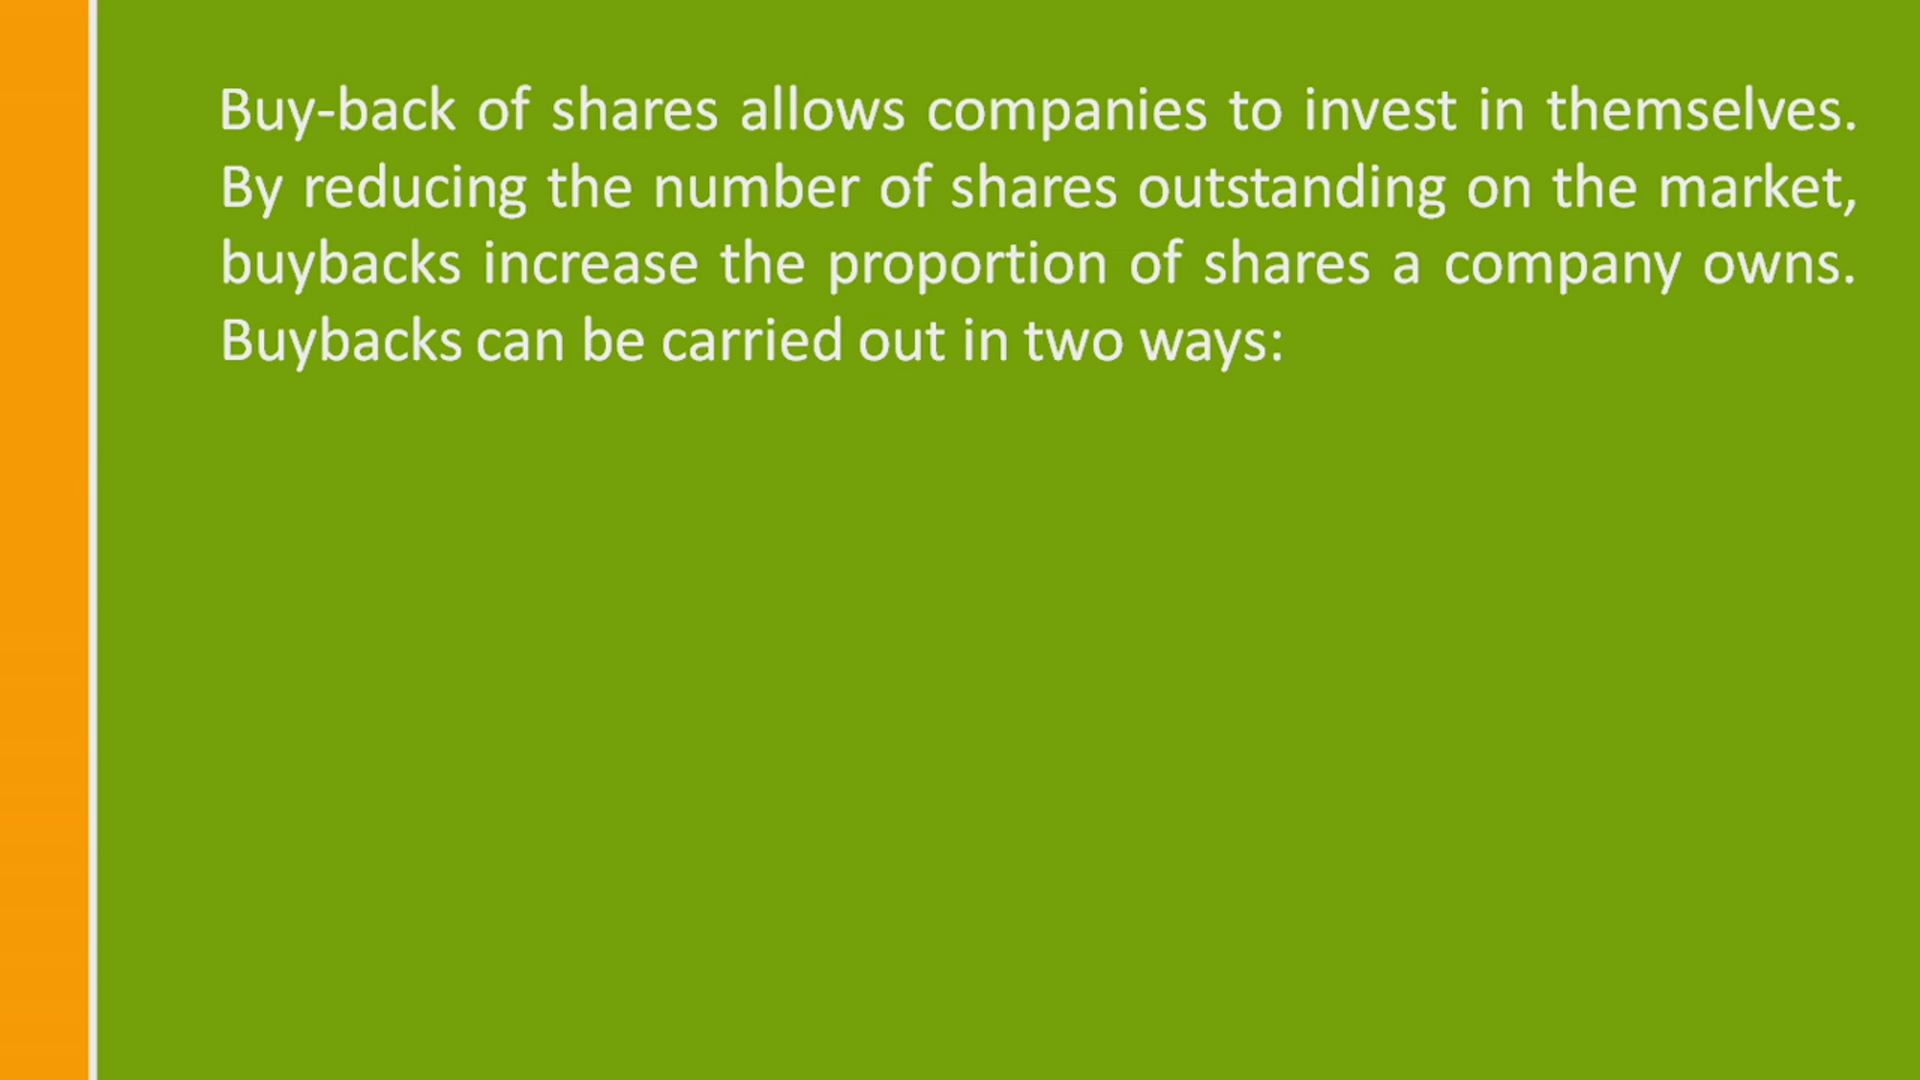 Buy-back of shares allows companies to invest in themselves.
By reducing the number of shares outstanding on the market,
buybacks increase the proportion of shares a company owns.
Buybacks can be carried out in two ways: